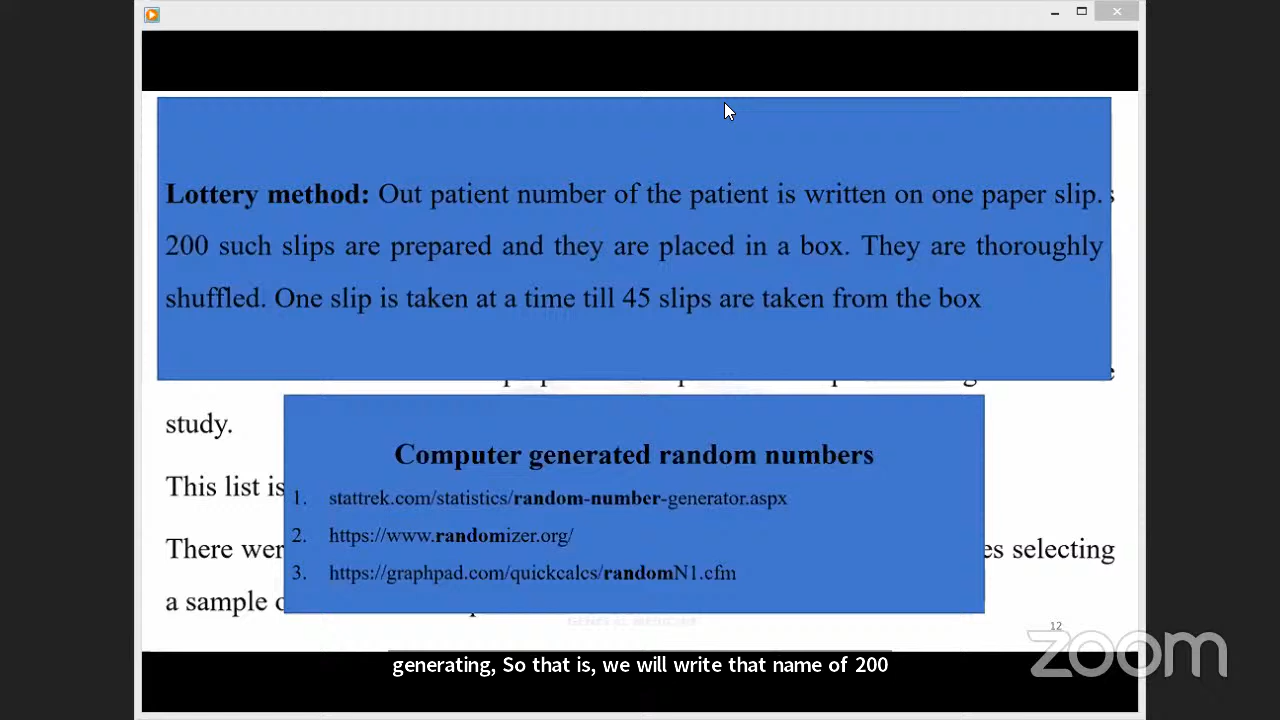 Lottery method: Out patient number of the patient is written on one paper slip.
200 such slips are prepared and they are placed in a box. They are thoroughly
shuffled. One slip is taken at a time till 45 slips are taken from the box
study.
Computer generated random numbers
This list is
1. stattrek.com/statistics/random-number-generator.aspx
2. https://www.randomizer.org/
There were
es selecting
3. https://graphpad.com/quickcalcs/randomN1.cfm
a sample
GENERAL MEDICINE
12
zoom
generating, So that is, we will write that name of 200